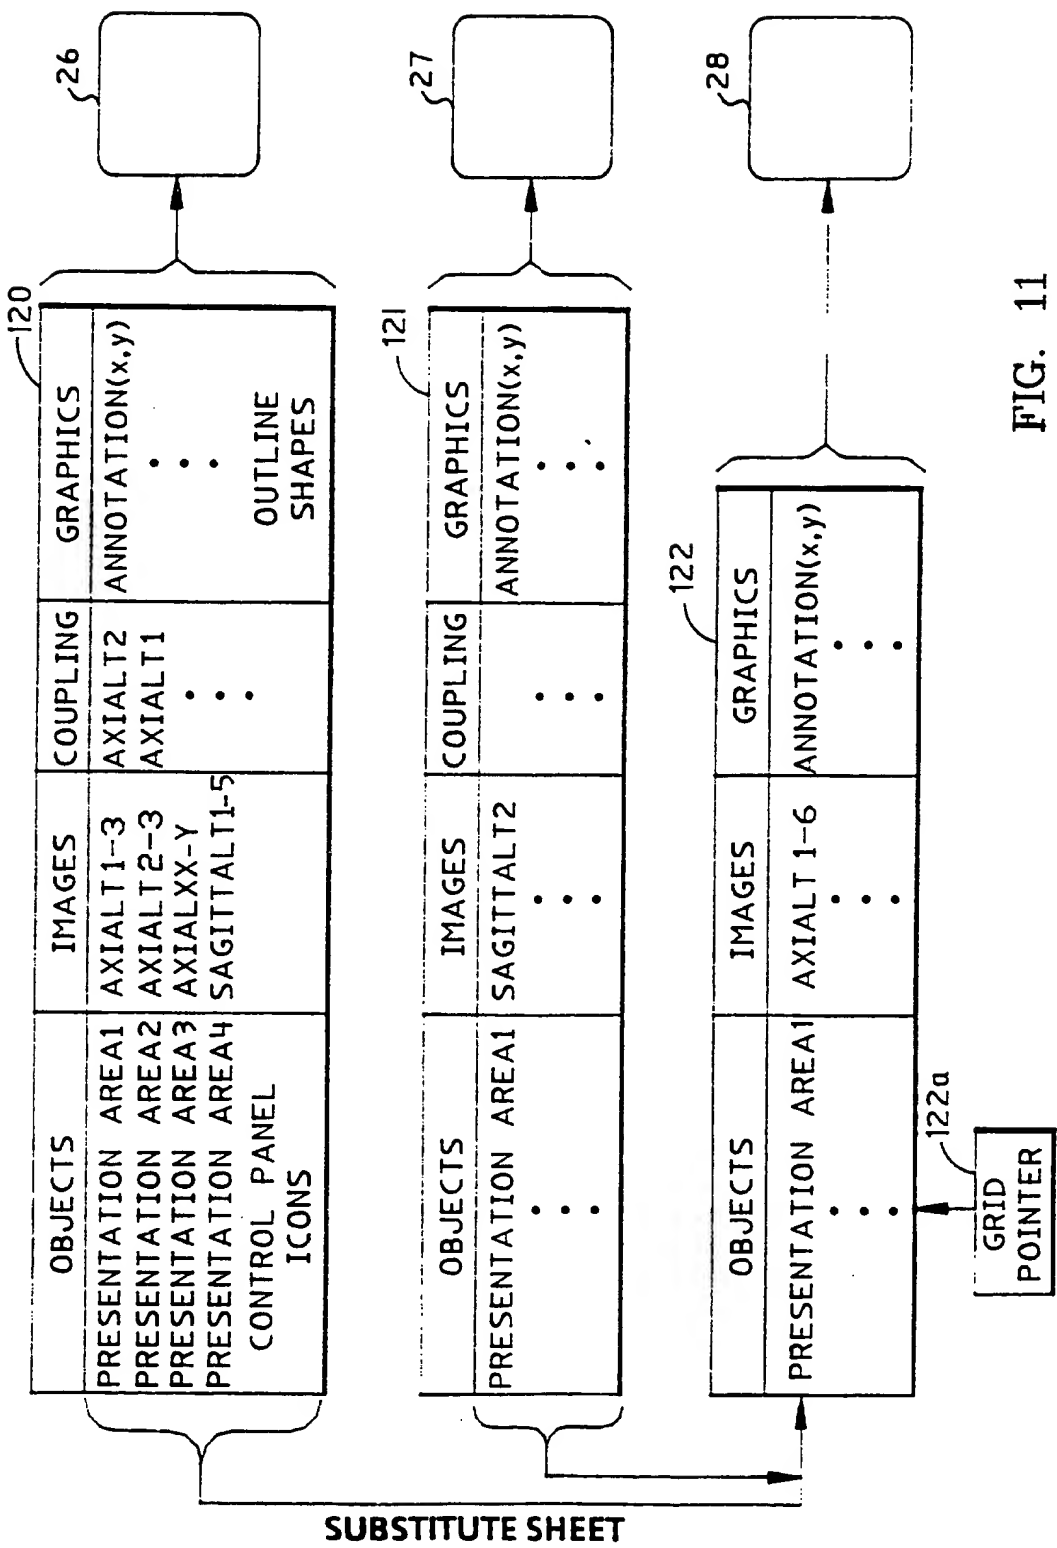 120
OBJECTS
IMAGES
COUPLING
GRAPHICS
PRESENTATION AREA1
AXIALT1-3
AXIALT2
ANNOTATION(x,y)
PRESENTATION AREA2
AXIALT2-3
AXIALT1
PRESENTATION AREA3
AXIALXX-Y
PRESENTATION AREA4
SAGITTALT1-5
CONTROL PANEL
ICONS
OUTLINE
SHAPES
26
121
OBJECTS
IMAGES
COUPLING
GRAPHICS
PRESENTATION AREA1
SAGITTALT2
ANNOTATION(x,y)
27
122
OBJECTS
IMAGES
GRAPHICS
PRESENTATION AREA1
AXIALT1-6
ANNOTATION(x,y)
28
122a
GRID
POINTER
FIG. 11
SUBSTITUTE SHEET